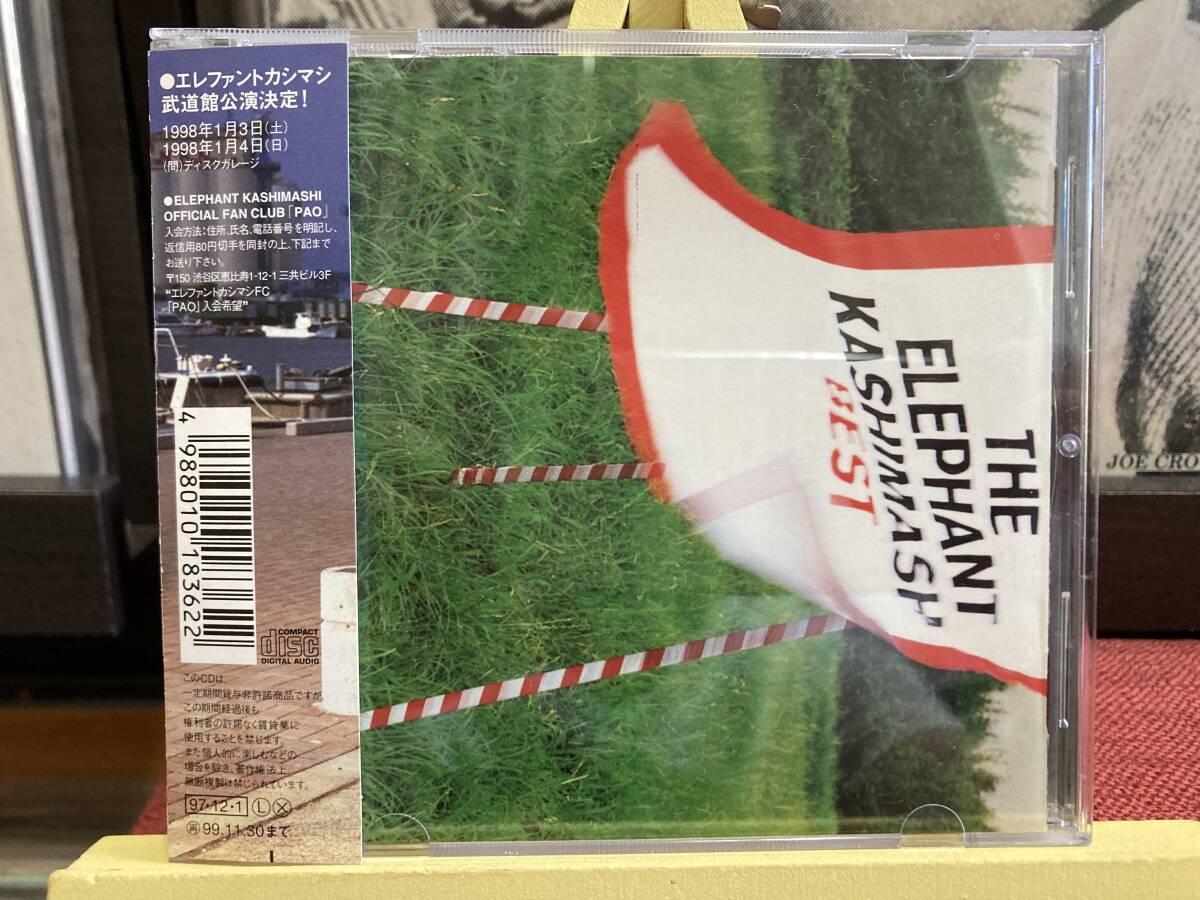 ●エレファントカシマシ
武道館公演決定!
1998年1月3日(土)
1998年1月4日(日)
(問)ディスクガレージ
●ELEPHANT KASHIMASHI
OFFICIAL FAN CLUB「PAO」
入会方法:住所、氏名、電話番号を明記し、
返信用80円切手を同封の上、下記まで
お送り下さい。
〒150 渋谷区恵比寿1-12-1 三共ビル3F
"エレファントカシマシFC
「PAO」入会希望"
4 988010 183622
COMPACT
disc
DIGITAL AUDIO
このCDは、
一定期間貸与非許諾商品ですが、
この期間経過後も
権利者の許諾なく賃貸業に
使用することを禁じます。
また個人的に楽しむなどの
場合を除き、著作権法上、
無断複製は禁じられています。
97・12・1 Ⓛ Ⓧ
㋐99.11.30まで
THE
ELEPHANT
KASHIMASHI
BEST
JOE CRO